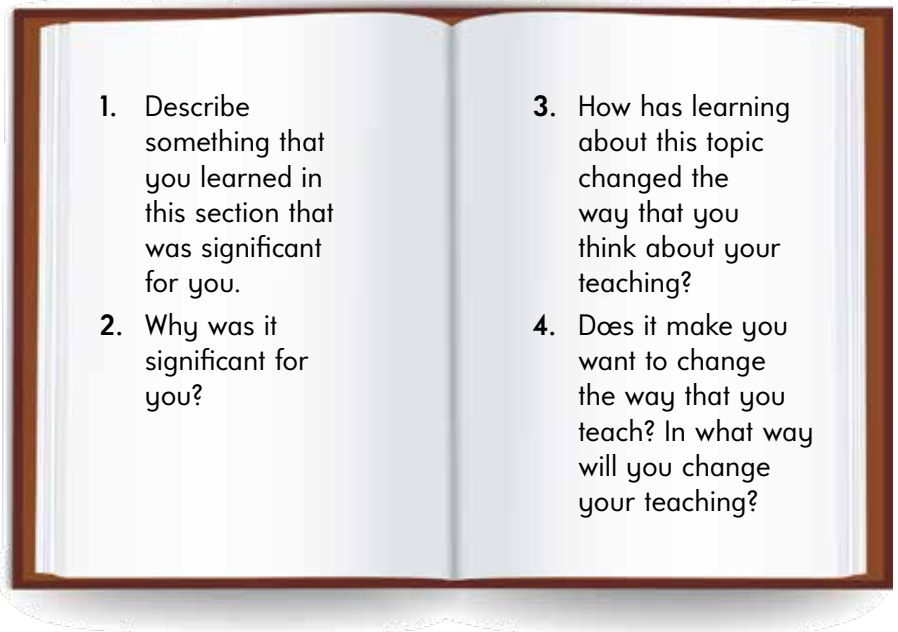 1. Describe
something that
you learned in
this section that
was significant
for you.
2. Why was it
significant for
you?
3. How has learning
about this topic
changed the
way that you
think about your
teaching?
4. Does it make you
want to change
the way that you
teach? In what way
will you change
your teaching?